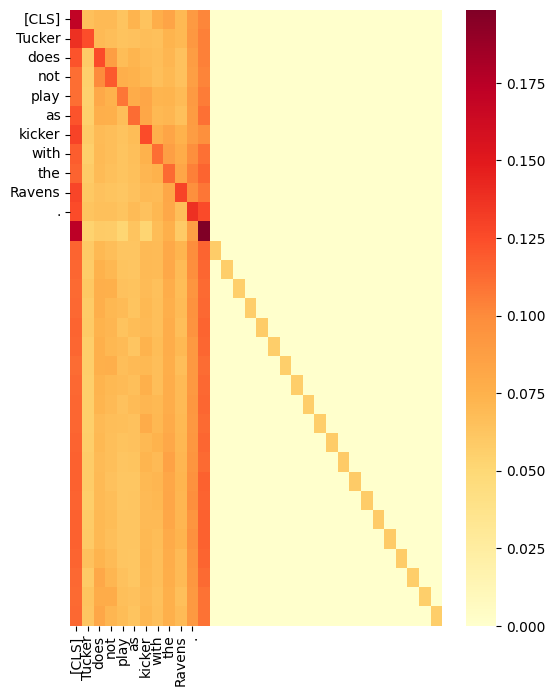 [CLS]
Tucker
does
not
play
as
kicker
with
the
Ravens
.
0.175
0.150
0.125
0.100
0.075
0.050
0.025
0.000
[CLS]
Tucker
does
not
play
as
kicker
with
the
Ravens
.